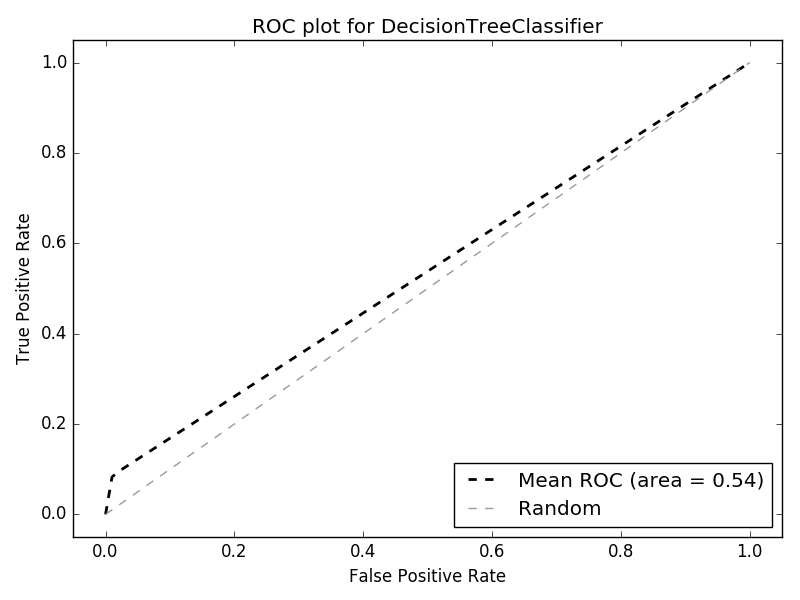 ROC plot for DecisionTreeClassifier
1.0
0.8
0.6
0.4
0.2
0.0
True Positive Rate
Mean ROC (area = 0.54)
Random
0.0 0.2 0.4 0.6 0.8 1.0
False Positive Rate